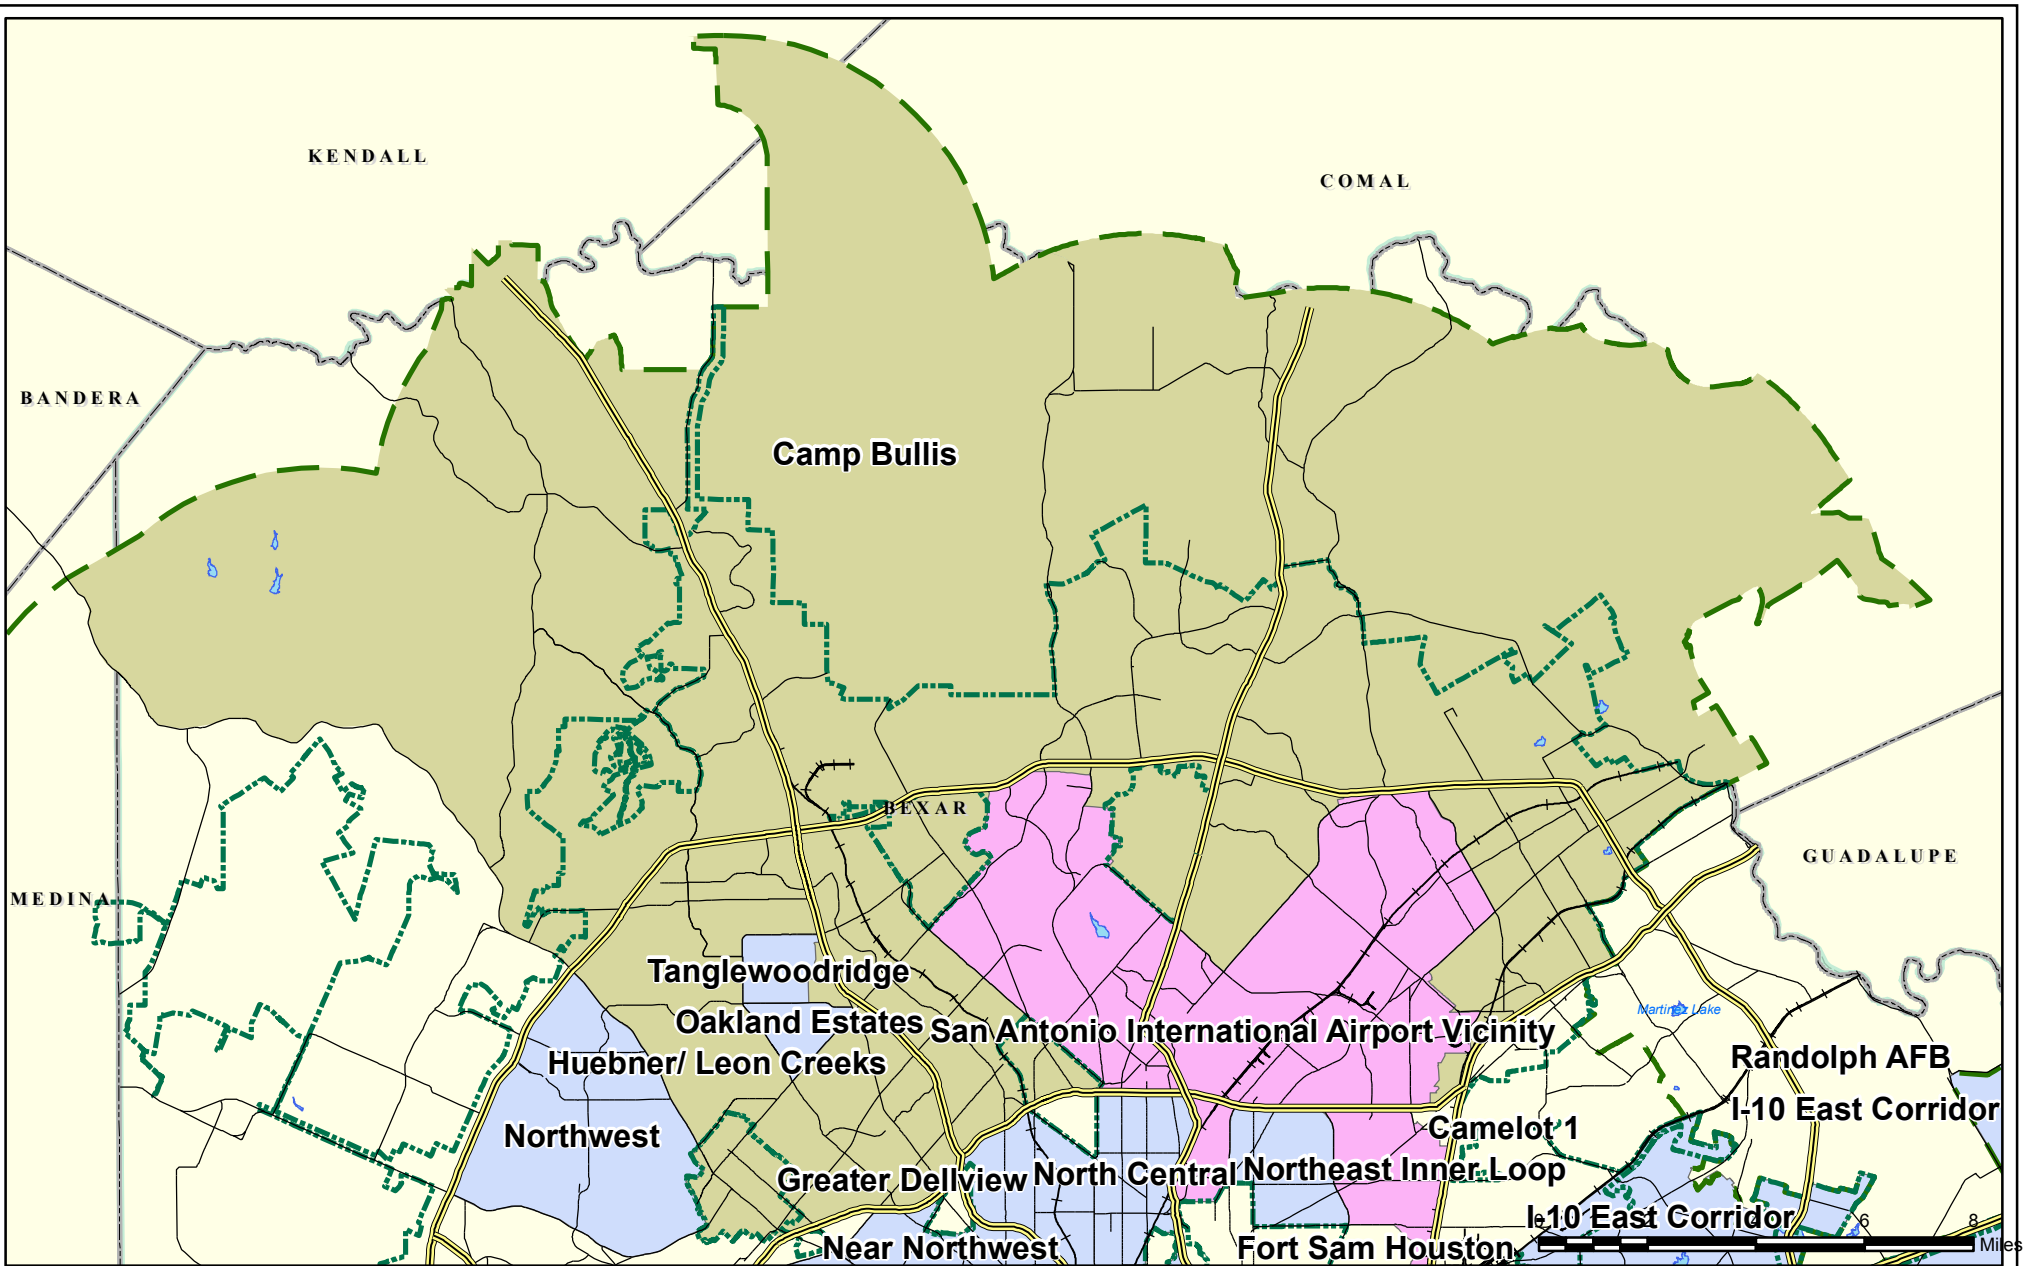 KENDALL
COMAL
BANDERA
Camp Bullis
BEXAR
GUADALUPE
MEDINA
Tanglewoodridge
Martinez Lake
Oakland Estates
San Antonio International Airport Vicinity
Huebner/ Leon Creeks
Randolph AFB
I-10 East Corridor
Northwest
Camelot 1
Greater Dellview
North Central
Northeast Inner Loop
I-10 East Corridor
6
8
Near Northwest
Fort Sam Houston
Miles